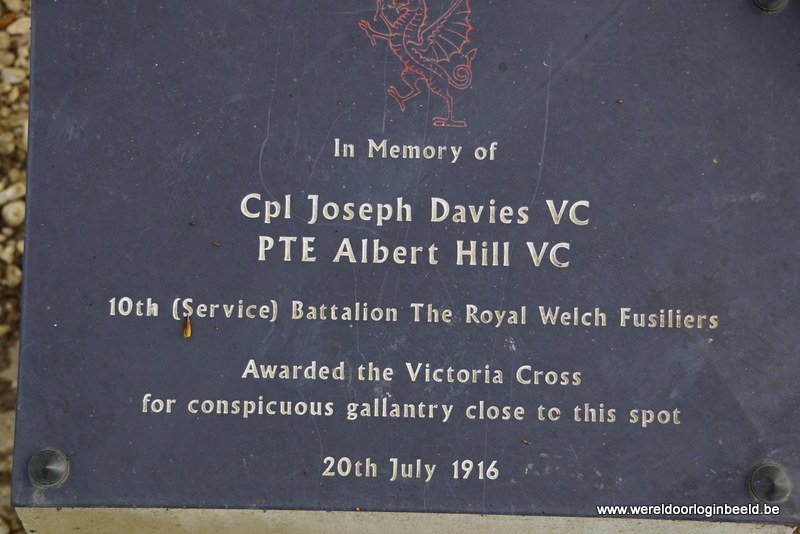 In Memory of
Cpl Joseph Davies VC
PTE Albert Hill VC
10th (Service) Battalion The Royal Welch Fusiliers
Awarded the Victoria Cross
for conspicuous gallantry close to this spot
20th July 1916
www.wereldoorloginbeeld.be